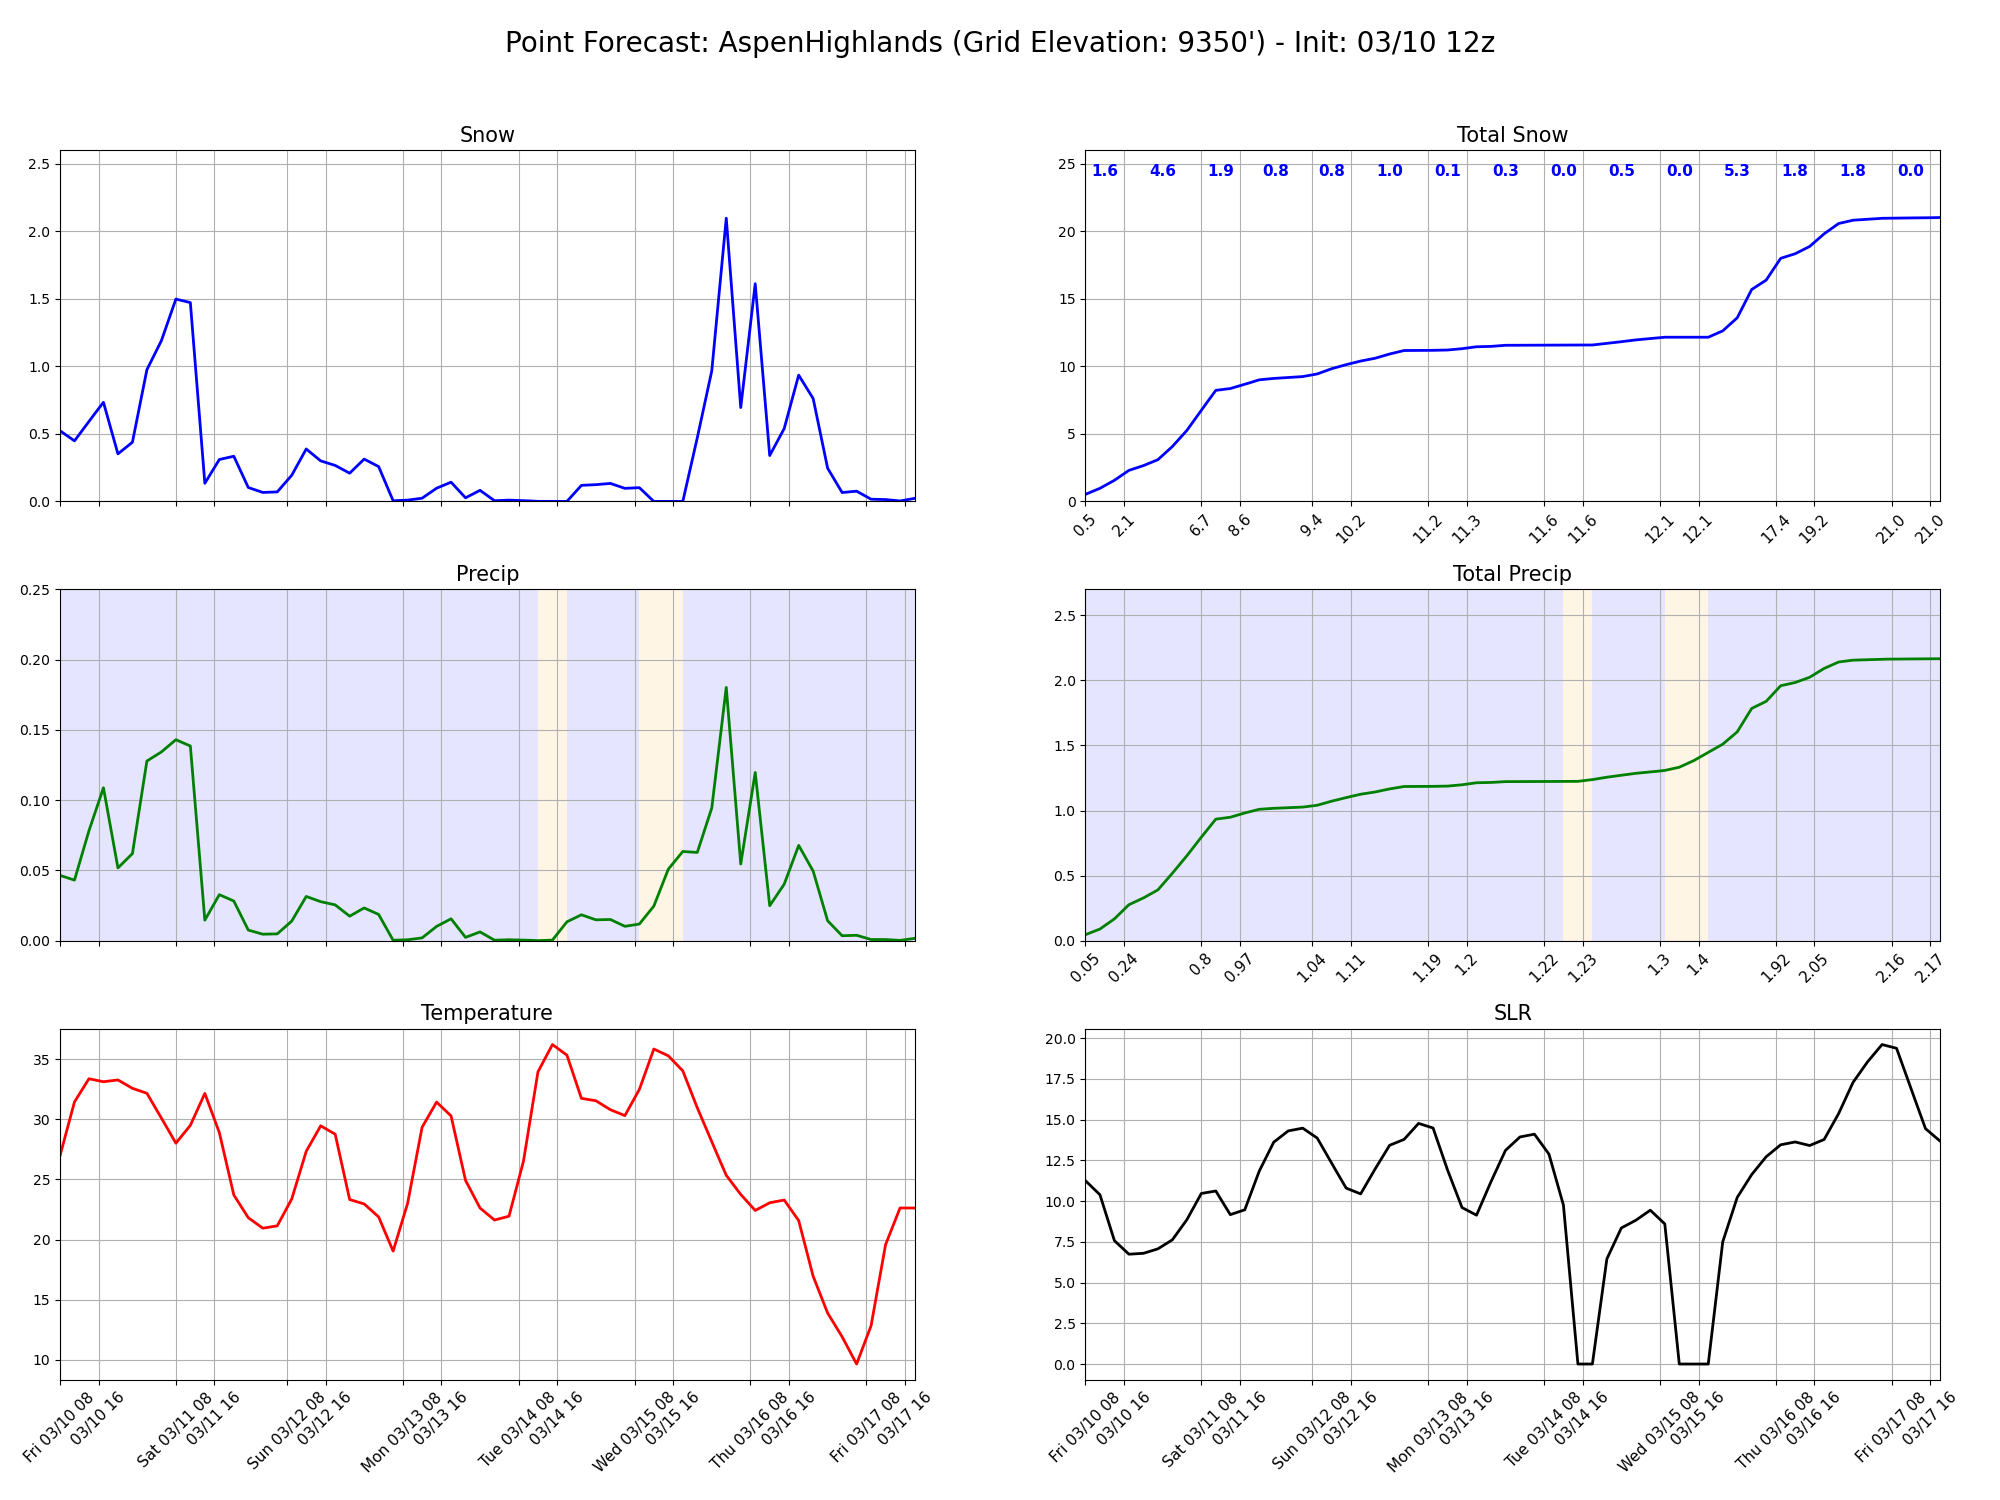 Point Forecast: AspenHighlands (Grid Elevation: 9350') - Init: 03/10 12z
Snow
2.5
2.0
1.5
1.0
0.5
0.0
Total Snow
25
20
15
10
5
0
1.6 4.6 1.9 0.8 0.8 1.0 0.1 0.3 0.0 0.5 0.0 5.3 1.8 1.8 0.0
0.5 2.1 6.7 8.6 9.4 10.2 11.2 11.3 11.6 11.6 12.1 12.1 17.4 19.2 21.0 21.0
Precip
0.25
0.20
0.15
0.10
0.05
0.00
Total Precip
2.5
2.0
1.5
1.0
0.5
0.0
0.05 0.24 0.8 0.97 1.04 1.11 1.19 1.2 1.22 1.23 1.3 1.4 1.92 2.05 2.16 2.17
Temperature
35
30
25
20
15
10
Fri 03/10 08
03/10 16
Sat 03/11 08
03/11 16
Sun 03/12 08
03/12 16
Mon 03/13 08
03/13 16
Tue 03/14 08
03/14 16
Wed 03/15 08
03/15 16
Thu 03/16 08
03/16 16
Fri 03/17 08
03/17 16
SLR
20.0
17.5
15.0
12.5
10.0
7.5
5.0
2.5
0.0
Fri 03/10 08
03/10 16
Sat 03/11 08
03/11 16
Sun 03/12 08
03/12 16
Mon 03/13 08
03/13 16
Tue 03/14 08
03/14 16
Wed 03/15 08
03/15 16
Thu 03/16 08
03/16 16
Fri 03/17 08
03/17 16